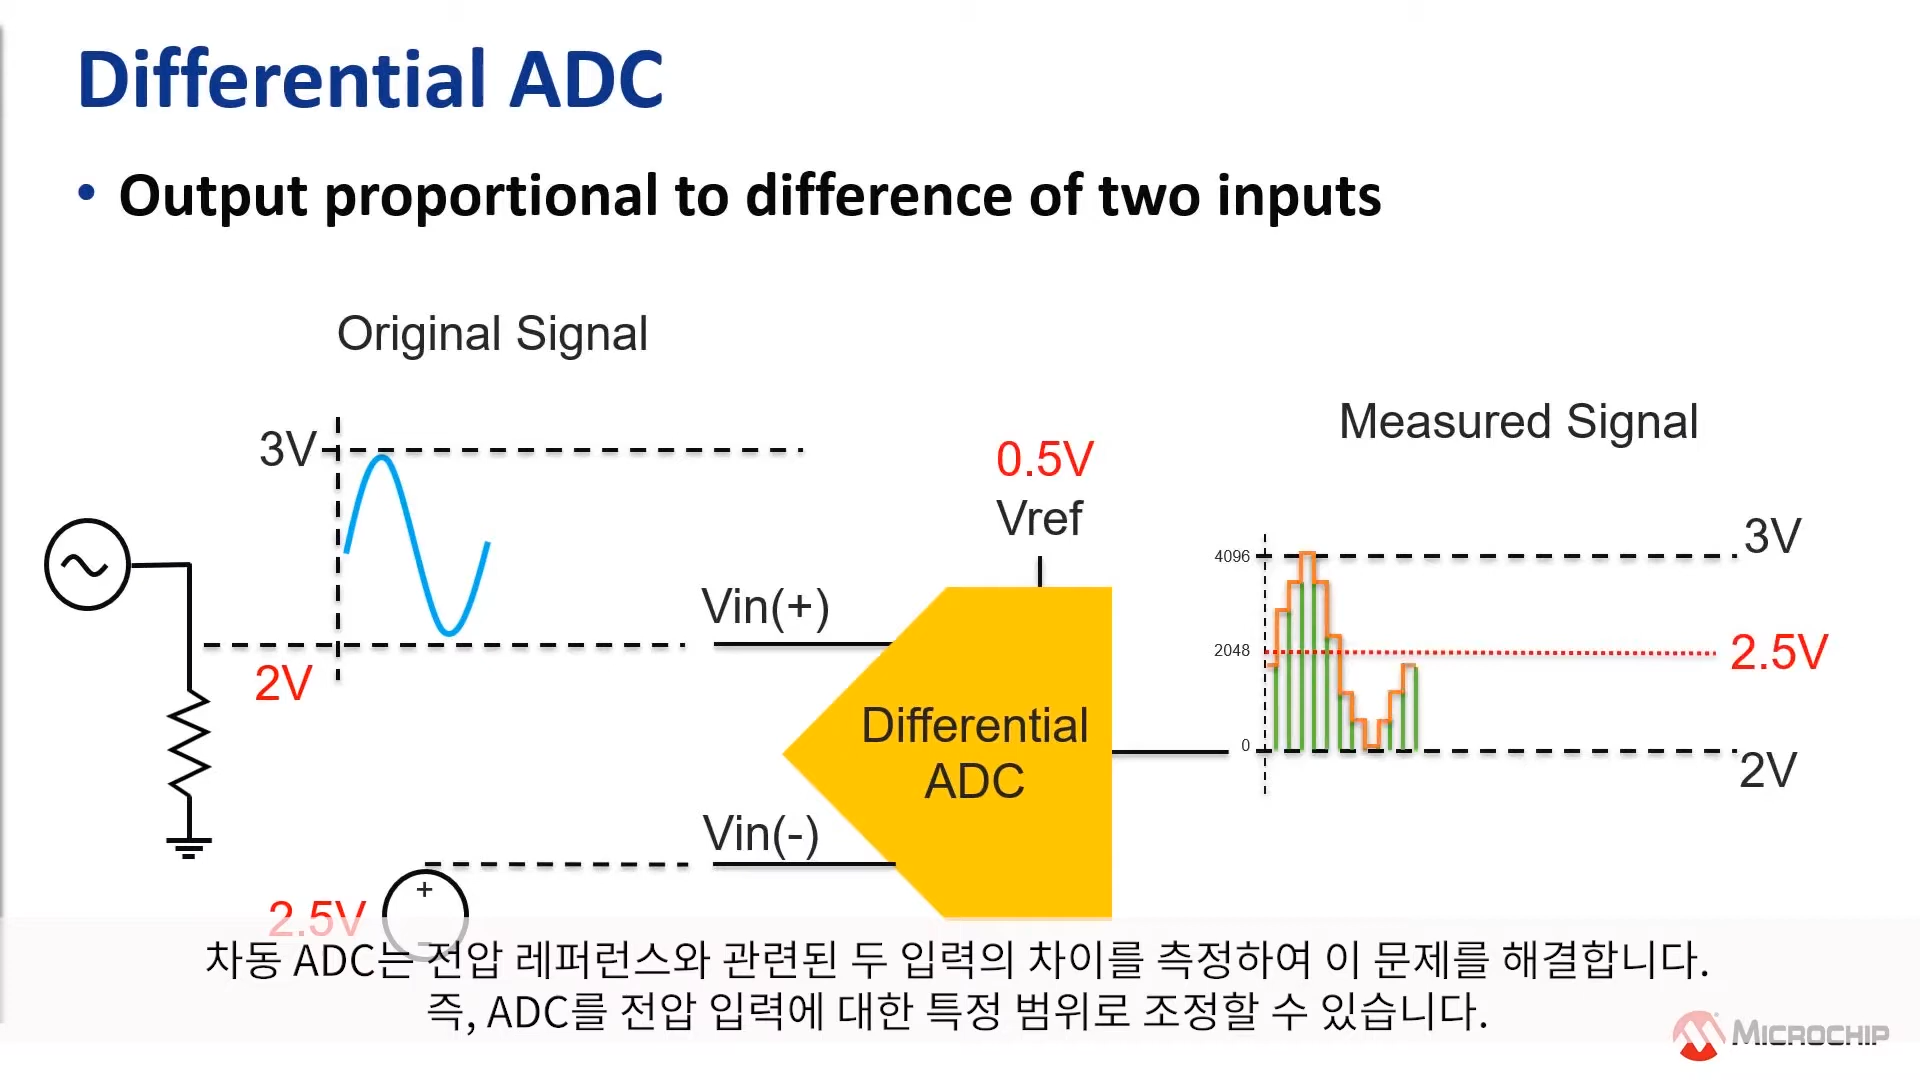 Differential ADC
• Output proportional to difference of two inputs
Original Signal
Measured Signal
3V
0.5V
Vref
3V
4096
Vin(+)
2048
2.5V
2V
Differential
ADC
0
2V
Vin(-)
+
2.5V
차동 ADC는 전압 레퍼런스와 관련된 두 입력의 차이를 측정하여 이 문제를 해결합니다.
즉, ADC를 전압 입력에 대한 특정 범위로 조정할 수 있습니다.
MICROCHIP